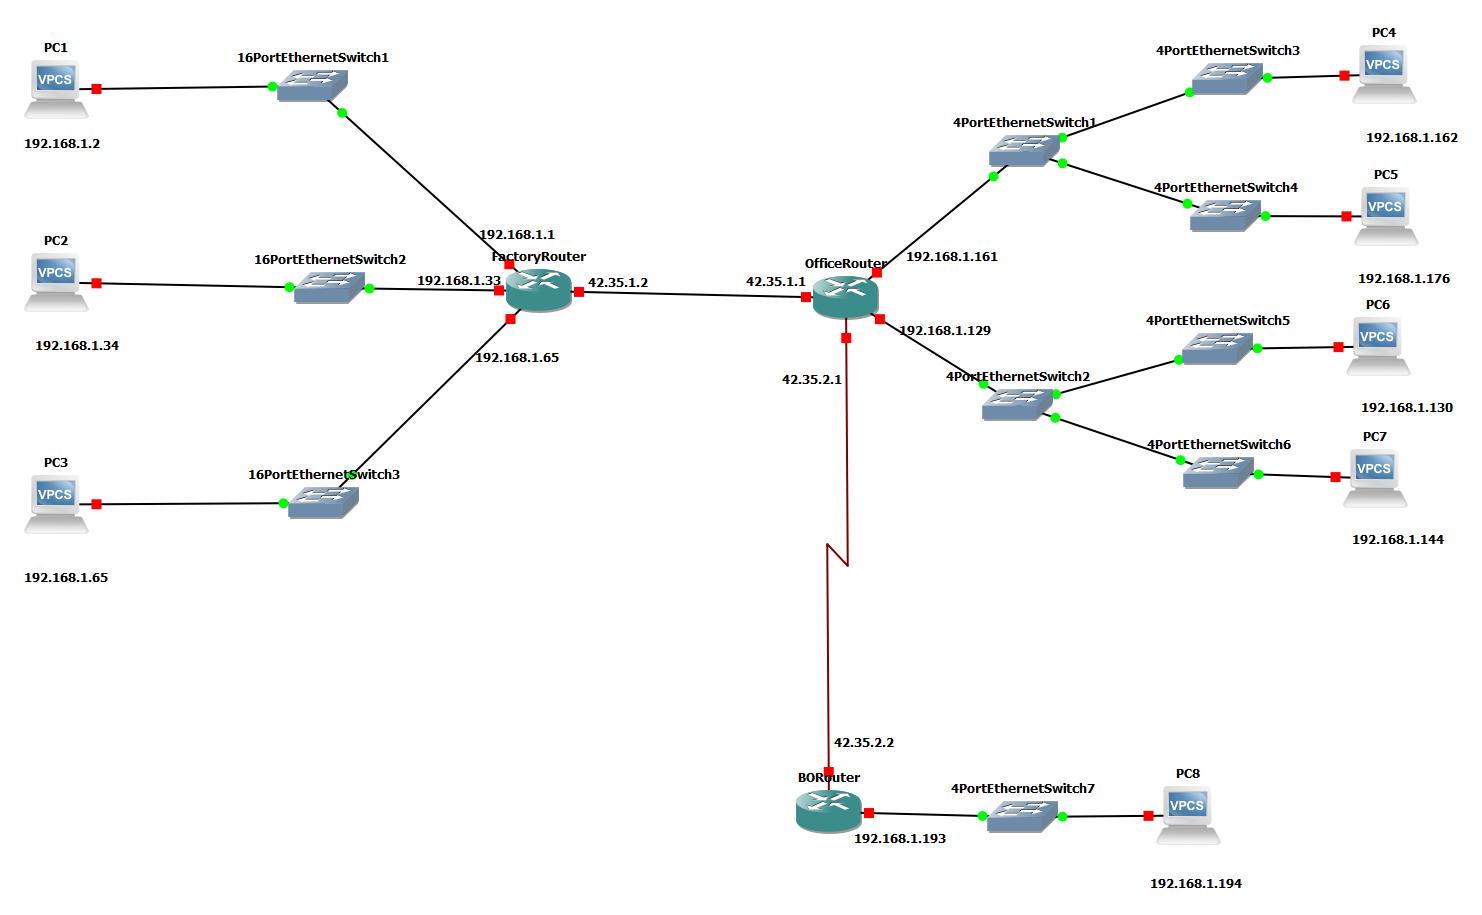 PC1
VPCS
192.168.1.2
16PortEthernetSwitch1
PC2
VPCS
192.168.1.34
16PortEthernetSwitch2
PC3
VPCS
192.168.1.65
16PortEthernetSwitch3
192.168.1.1
FactoryRouter
192.168.1.33
42.35.1.2
192.168.1.65
42.35.1.1
OfficeRouter
192.168.1.161
192.168.1.129
42.35.2.1
4PortEthernetSwitch1
4PortEthernetSwitch3
PC4
VPCS
192.168.1.162
4PortEthernetSwitch4
PC5
VPCS
192.168.1.176
4PortEthernetSwitch2
4PortEthernetSwitch5
PC6
VPCS
192.168.1.130
4PortEthernetSwitch6
PC7
VPCS
192.168.1.144
42.35.2.2
BORouter
192.168.1.193
4PortEthernetSwitch7
PC8
VPCS
192.168.1.194